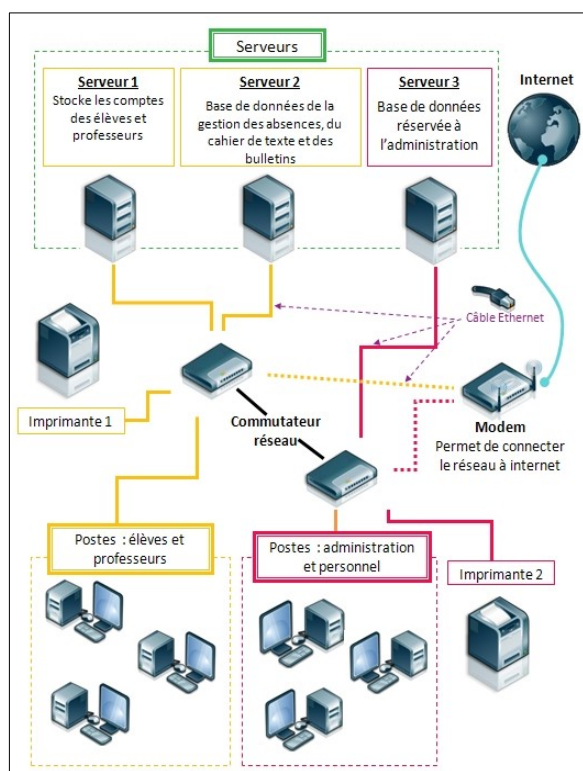 Serveurs
Serveur 1
Stocke les comptes
des élèves et
professeurs
Serveur 2
Base de données de la
gestion des absences, du
cahier de texte et des
bulletins
Serveur 3
Base de données
réservée à
l'administration
Internet
Câble Ethernet
Imprimante 1
Commutateur
réseau
Modem
Permet de connecter
le réseau à internet
Postes : élèves et
professeurs
Postes : administration
et personnel
Imprimante 2